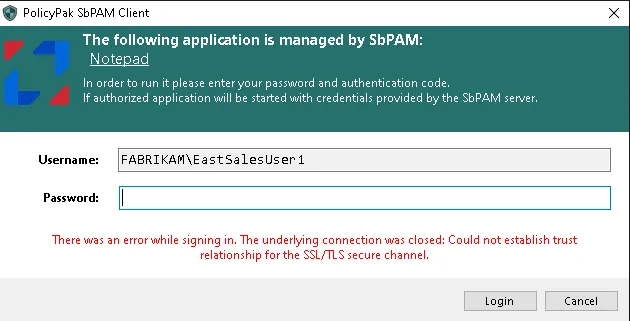 PolicyPak SbPAM Client
The following application is managed by SbPAM:
Notepad
In order to run it please enter your password and authentication code.
If authorized application will be started with credentials provided by the SbPAM server.
Username: FABRIKAM\EastSalesUser1
Password:
There was an error while signing in. The underlying connection was closed: Could not establish trust
relationship for the SSL/TLS secure channel.
Login Cancel